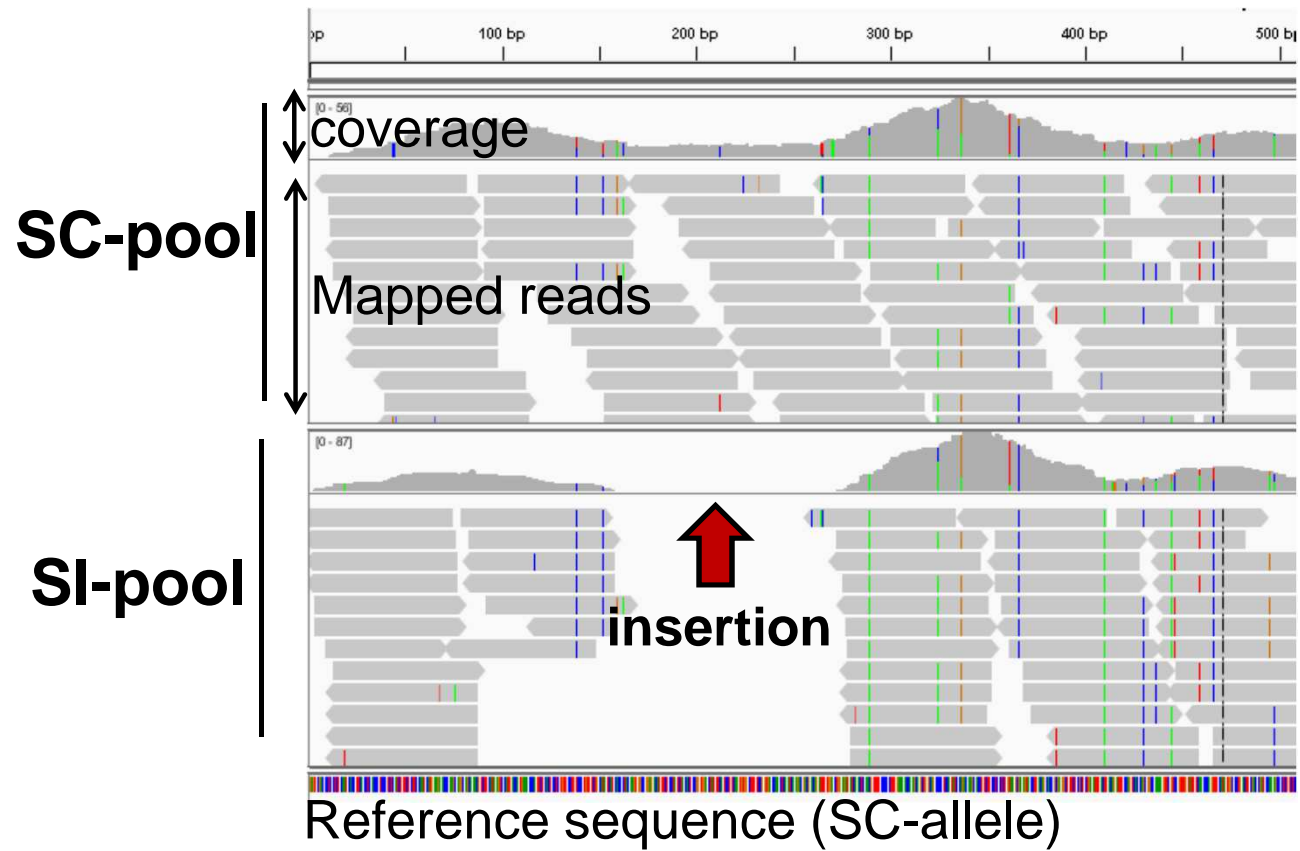 bp 100 bp 200 bp 300 bp 400 bp 500 bp
[0 - 56]
coverage
SC-pool
Mapped reads
[0 - 87]
SI-pool
insertion
Reference sequence (SC-allele)